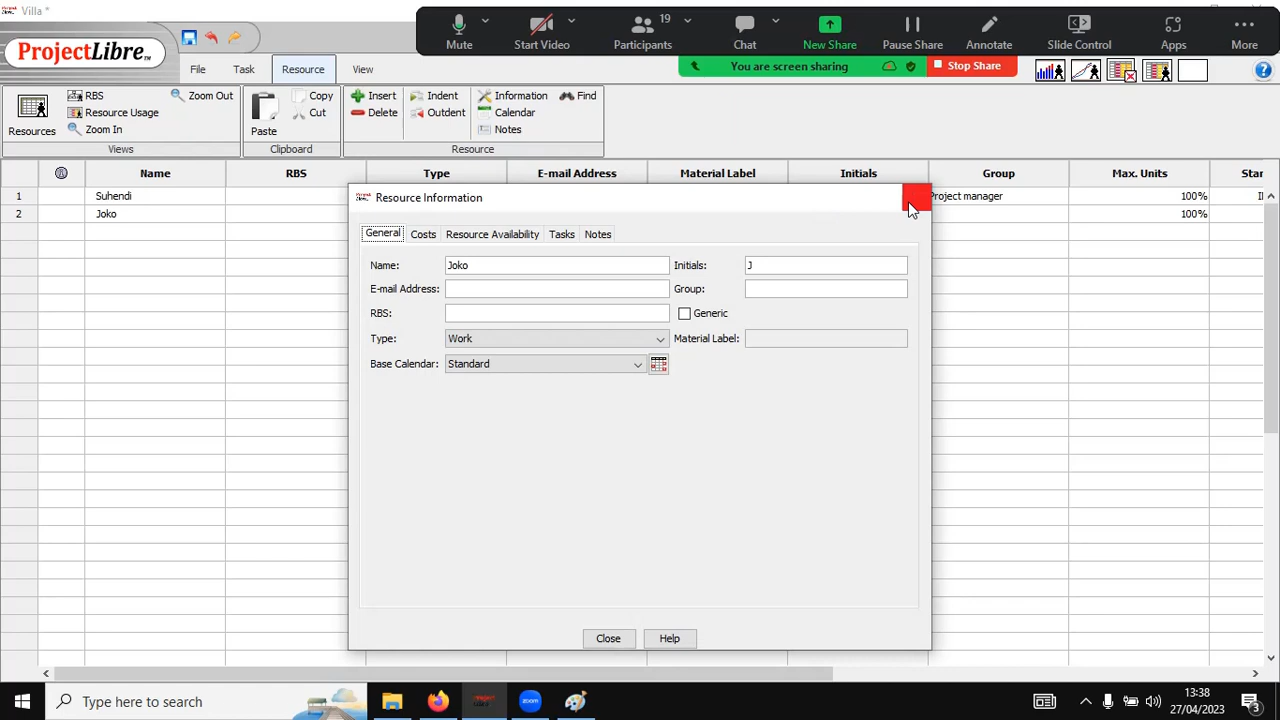 Villa *
Mute
Start Video
Participants
19
Chat
New Share
Pause Share
Annotate
Slide Control
Apps
More
You are screen sharing
Stop Share
ProjectLibre
File
Task
Resource
View
Resources
RBS
Resource Usage
Zoom In
Zoom Out
Views
Paste
Copy
Cut
Clipboard
Insert
Delete
Indent
Outdent
Information
Calendar
Notes
Find
Resource
Name RBS Type E-mail Address Material Label Initials Group Max. Units Star
1 Suhendi Project manager 100%
2 Joko 100%
Resource Information
General Costs Resource Availability Tasks Notes
Name: Joko Initials: J
E-mail Address: Group:
RBS: Generic
Type: Work Material Label:
Base Calendar: Standard
Close Help
Type here to search
zoom
13:38
27/04/2023
3